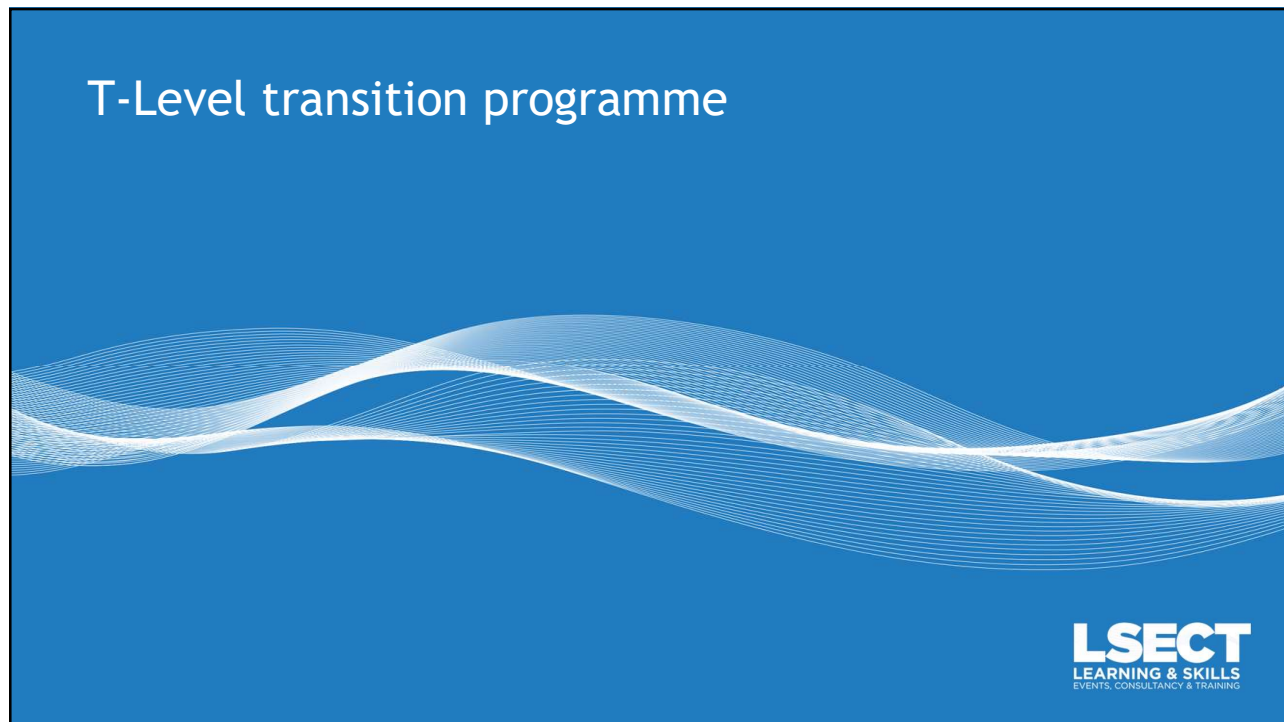 T-Level transition programme
LSECT
LEARNING & SKILLS
EVENTS, CONSULTANCY & TRAINING